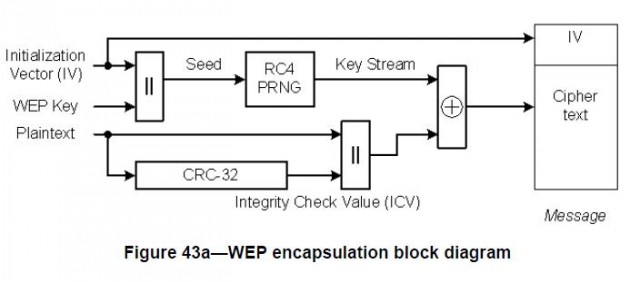 Initialization
Vector (IV)
WEP Key
Plaintext
||
Seed
RC4
PRNG
Key Stream
CRC-32
||
Integrity Check Value (ICV)
IV
Cipher
text
Message
Figure 43a—WEP encapsulation block diagram